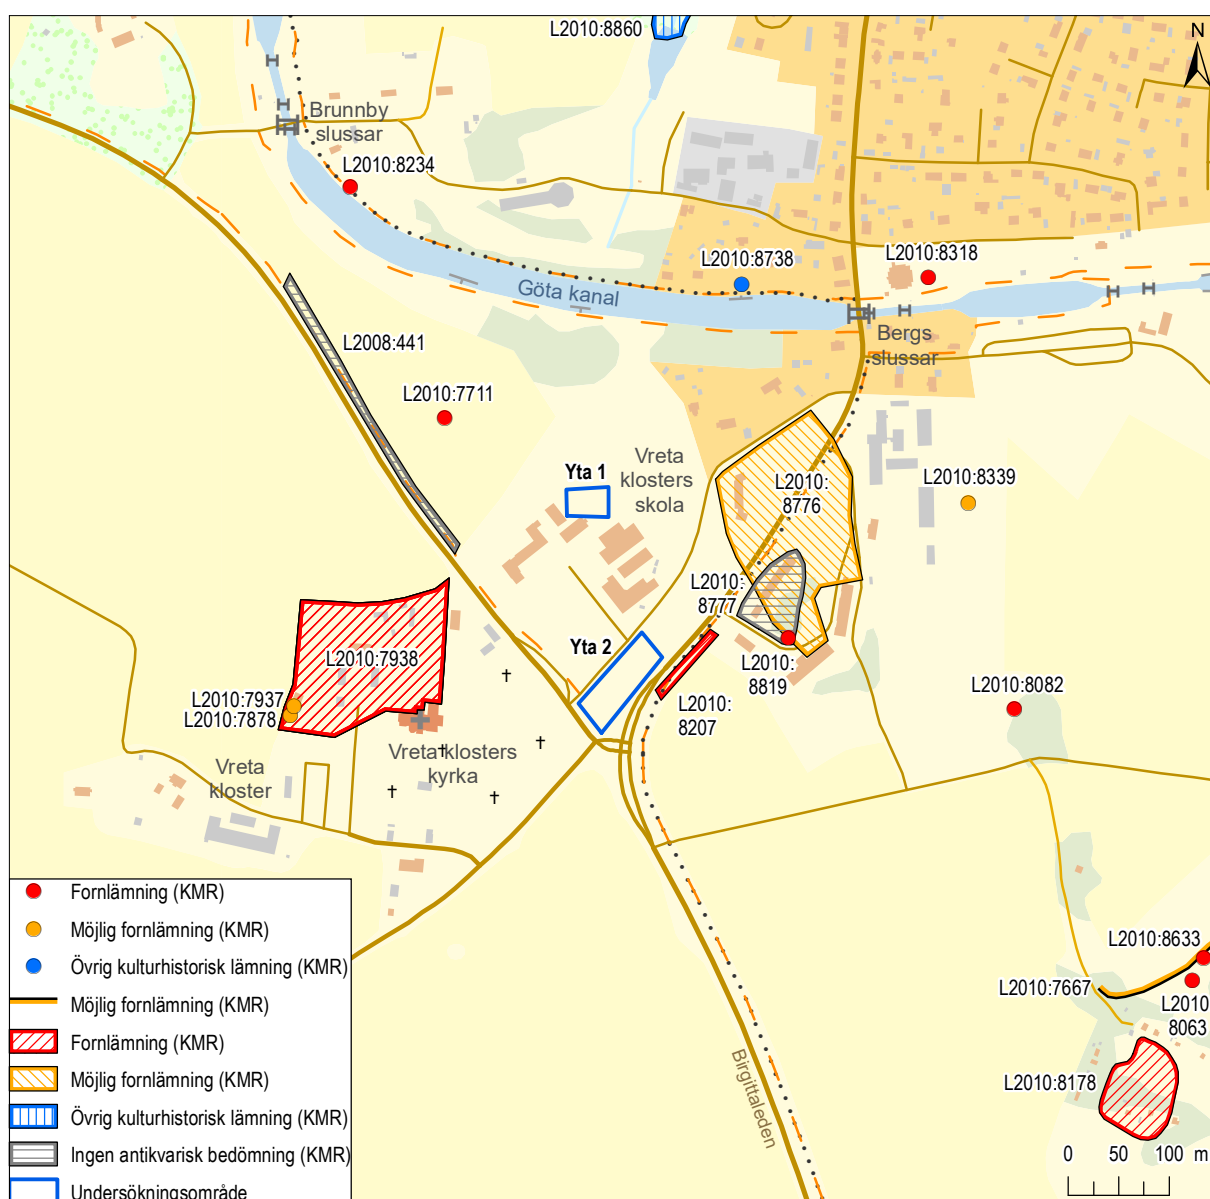 L2010:8860
N
Brunnby
slussar
L2010:8234
L2010:8738
L2010:8318
Göta kanal
Bergs
slussar
L2008:441
L2010:7711
Yta 1
Vreta
klosters
skola
L2010:
8776
L2010:8339
L2010:
8777
L2010:7938
Yta 2
L2010:
8819
L2010:8082
L2010:7937
L2010:7878
L2010:
8207
Vreta klosters
kyrka
Vreta
kloster
Fornlämning (KMR)
Möjlig fornlämning (KMR)
Övrig kulturhistorisk lämning (KMR)
Möjlig fornlämning (KMR)
Fornlämning (KMR)
Möjlig fornlämning (KMR)
Övrig kulturhistorisk lämning (KMR)
Ingen antikvarisk bedömning (KMR)
Undersökningsområde
Birgittaleden
L2010:8633
L2010:7667
L2010
8063
L2010:8178
0 50 100 m